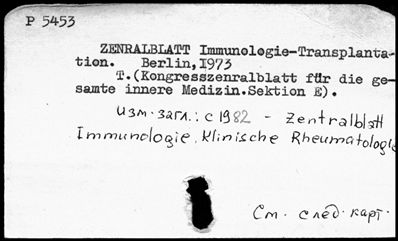 P 5453
ZENRALBLATT Immunologie-Transplanta-
tion.   Berlin,I973
T.(Kongresszenralblatt für die ge-
samte innere Medizin.Sektion E).
Изм. загл.: с 1982 - Zentralblatt
Immunologie, Klinische Rheumatologie
См. след. карт.